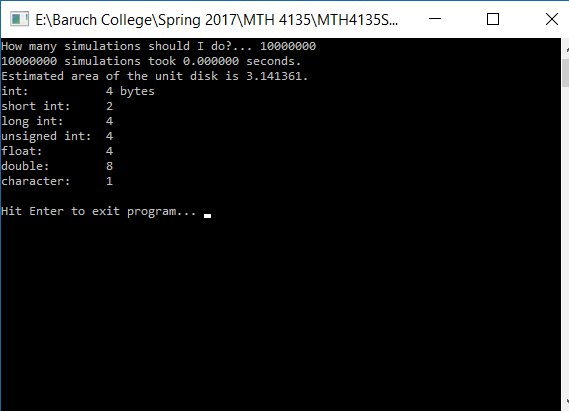 E:\Baruch College\Spring 2017\MTH 4135\MTH4135S...
How many simulations should I do?... 10000000
10000000 simulations took 0.000000 seconds.
Estimated area of the unit disk is 3.141361.
int:           4 bytes
short int:     2
long int:      4
unsigned int:  4
float:         4
double:        8
character:     1
Hit Enter to exit program...